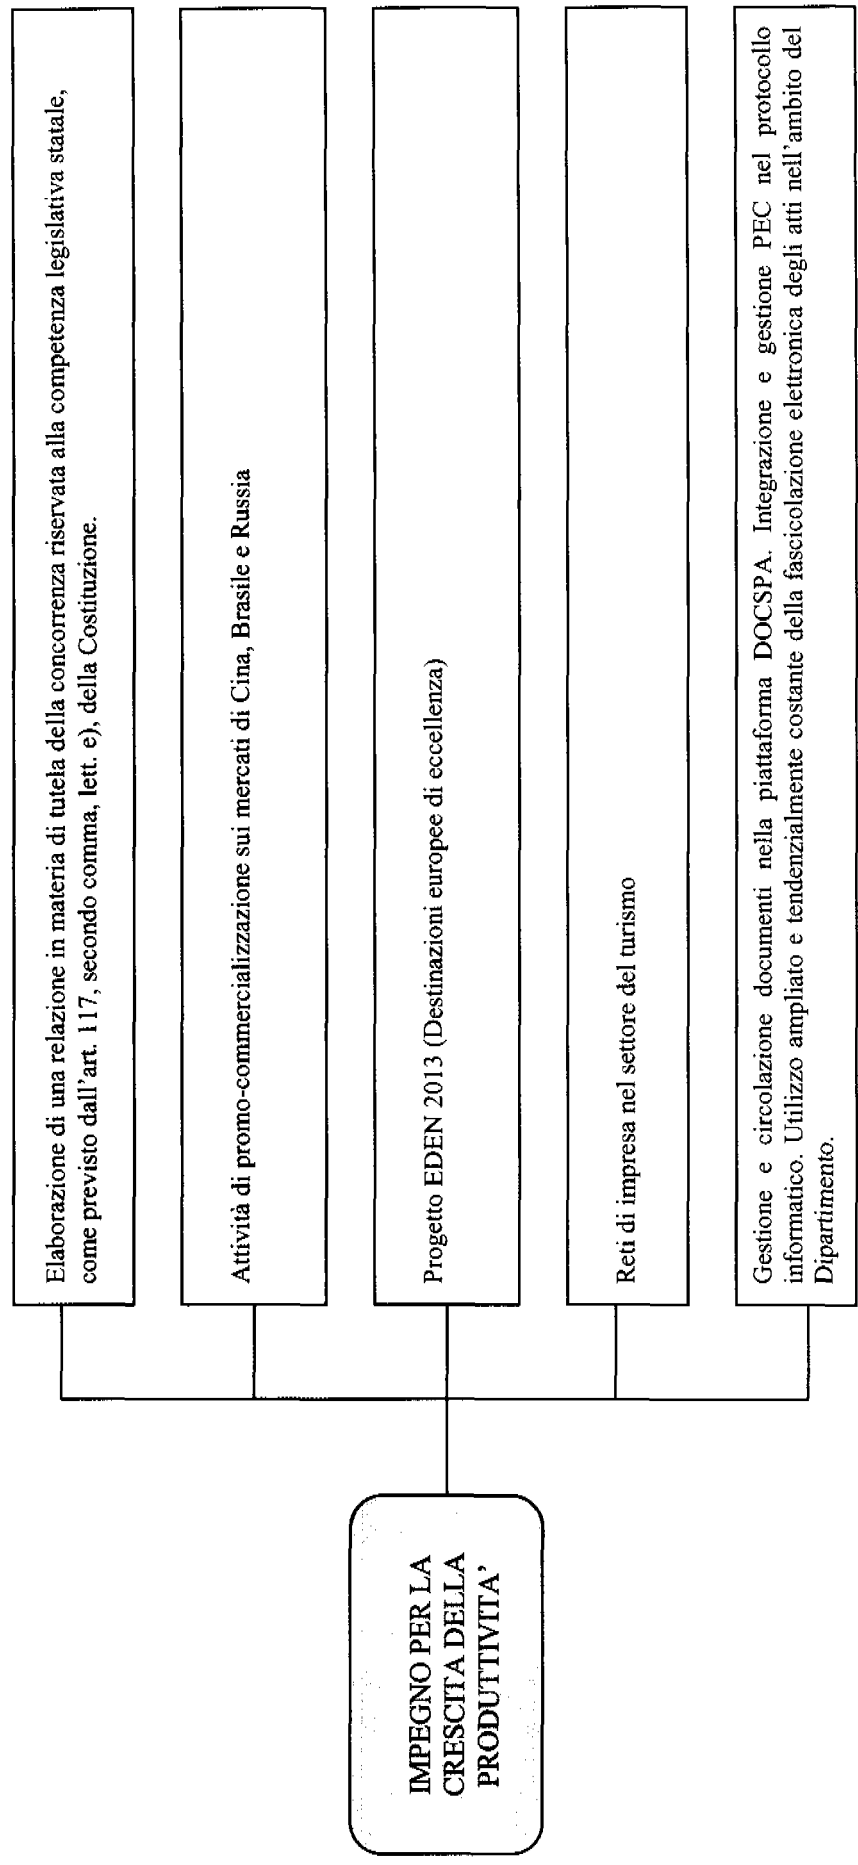 IMPEGNO PER LA
CRESCITA DELLA
PRODUTTIVITA’
Elaborazione di una relazione in materia di tutela della concorrenza riservata alla competenza legislativa statale,
come previsto dall’art. 117, secondo comma, lett. e), della Costituzione.
Attività di promo-commercializzazione sui mercati di Cina, Brasile e Russia
Progetto EDEN 2013 (Destinazioni europee di eccellenza)
Reti di impresa nel settore del turismo
Gestione e circolazione documenti nella piattaforma DOCSPA. Integrazione e gestione PEC nel protocollo
informatico. Utilizzo ampliato e tendenzialmente costante della fascicolazione elettronica degli atti nell’ambito del
Dipartimento.